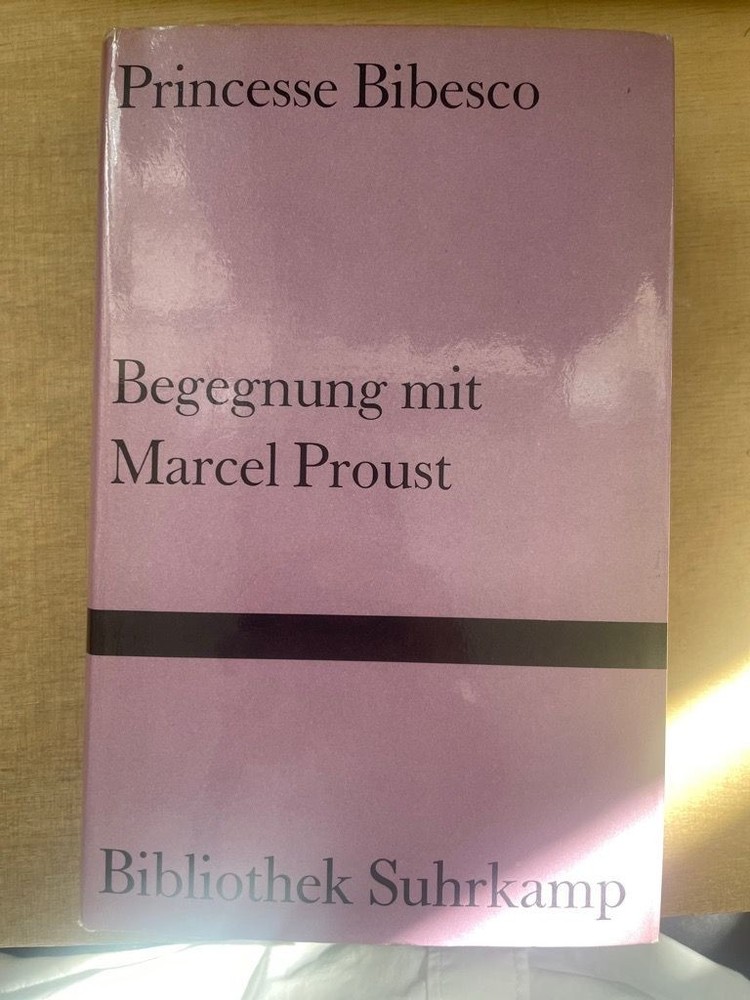 Princesse Bibesco
Begegnung mit
Marcel Proust
Bibliothek Suhrkamp